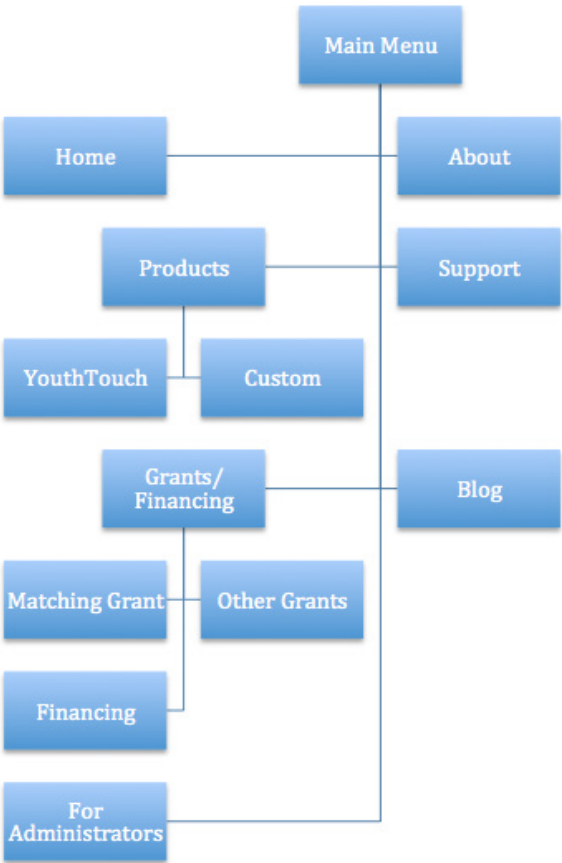 Main Menu
Home
About
Products
Support
YouthTouch
Custom
Grants/
Financing
Blog
Matching Grant
Other Grants
Financing
For
Administrators